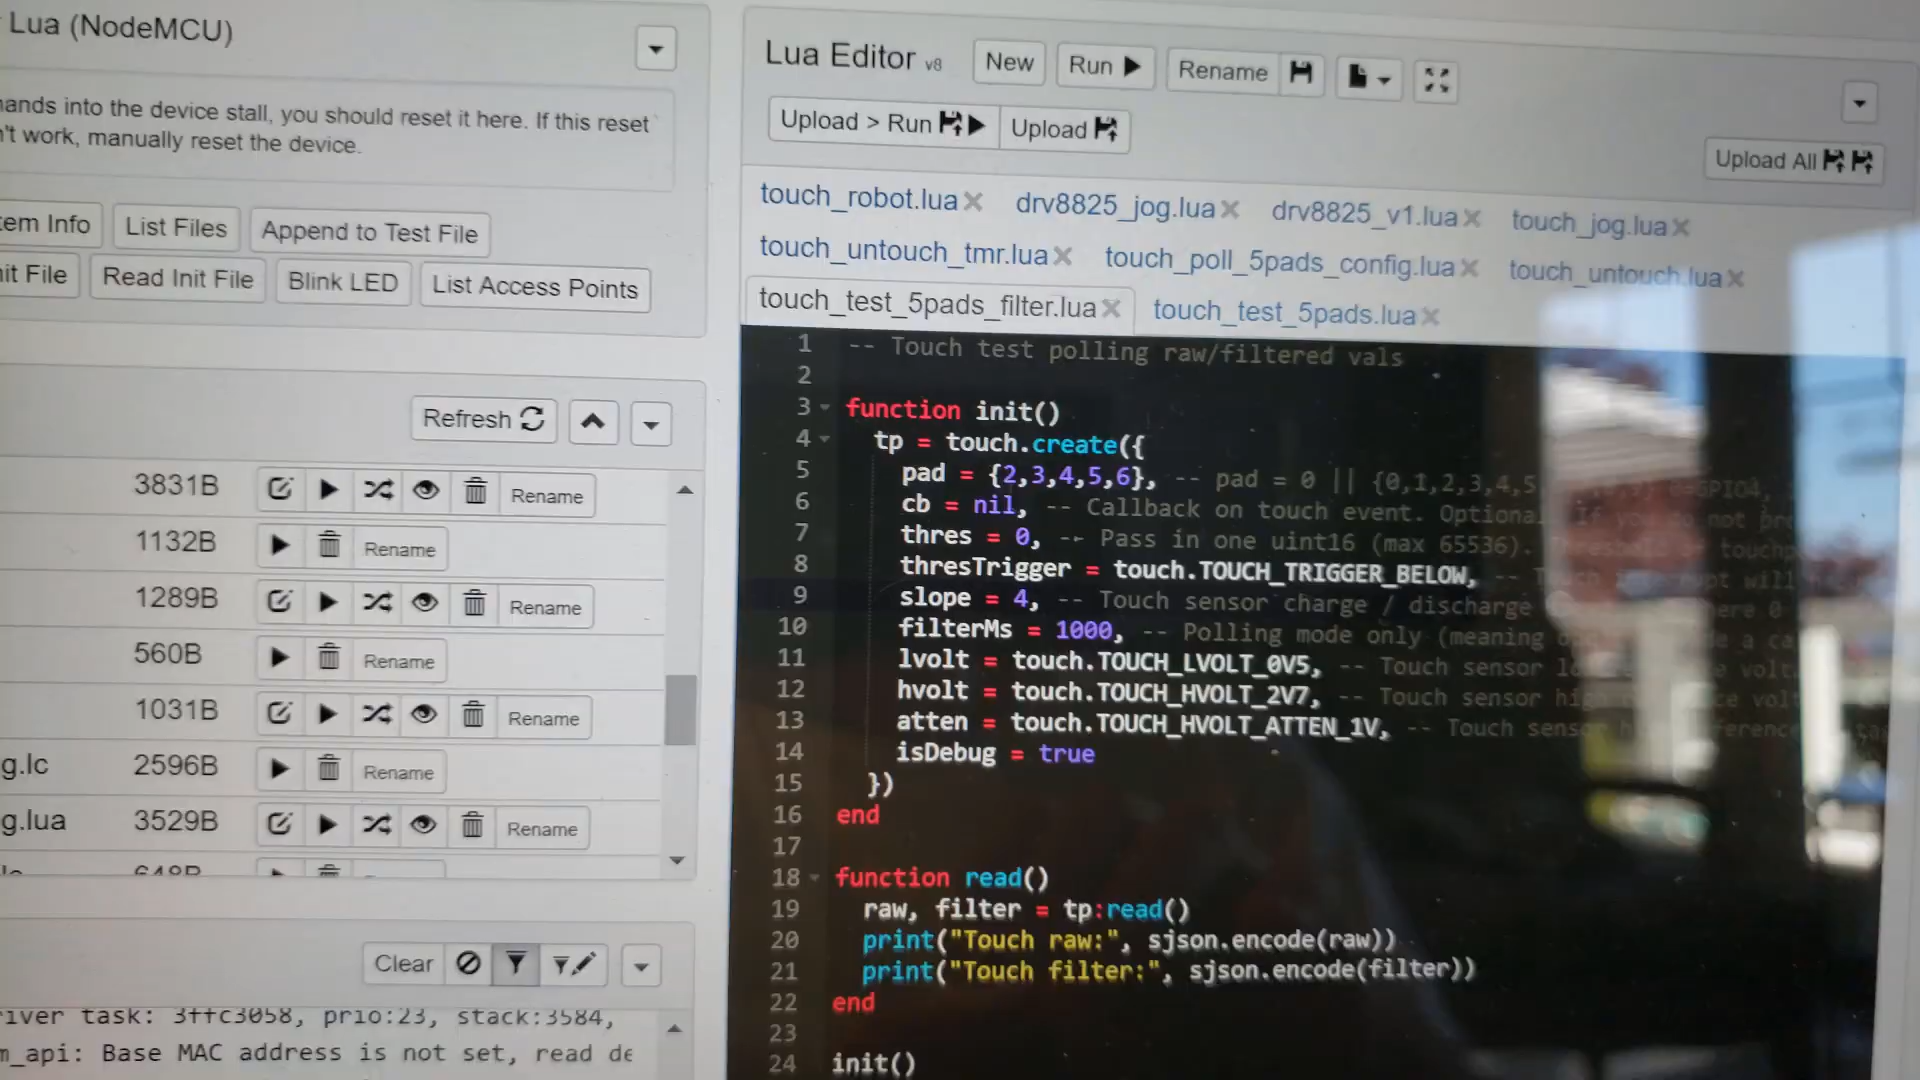 Lua (NodeMCU)
ands into the device stall, you should reset it here. If this reset
't work, manually reset the device.
em Info List Files Append to Test File
it File Read Init File Blink LED List Access Points
Refresh
3831B Rename
1132B Rename
1289B Rename
560B Rename
1031B Rename
g.lc 2596B Rename
g.lua 3529B Rename
648B
Clear
iver task: 3ffc3058, prio:23, stack:3584,
m_api: Base MAC address is not set, read de
Lua Editor v8 New Run Rename
Upload > Run Upload
Upload All
touch_robot.lua drv8825_jog.lua drv8825_v1.lua touch_jog.lua
touch_untouch_tmr.lua touch_poll_5pads_config.lua touch_untouch.lua
touch_test_5pads_filter.lua touch_test_5pads.lua
1 -- Touch test polling raw/filtered vals
2
3 function init()
4 tp = touch.create({
5 pad = {2,3,4,5,6}, -- pad = 0 || {0,1,2,3,4,5
6 cb = nil, -- Callback on touch event. Optional If you do not pro
7 thres = 0, -- Pass in one uint16 (max 65536). Threshold of touchp
8 thresTrigger = touch.TOUCH_TRIGGER_BELOW, --
9 slope = 4, -- Touch sensor charge / discharge
10 filterMs = 1000, -- Polling mode only (meaning
11 lvolt = touch.TOUCH_LVOLT_0V5, -- Touch sensor
12 hvolt = touch.TOUCH_HVOLT_2V7, -- Touch sensor
13 atten = touch.TOUCH_HVOLT_ATTEN_1V, -- Touch
14 isDebug = true
15 })
16 end
17
18 function read()
19 raw, filter = tp:read()
20 print("Touch raw:", sjson.encode(raw))
21 print("Touch filter:", sjson.encode(filter))
22 end
23
24 init()